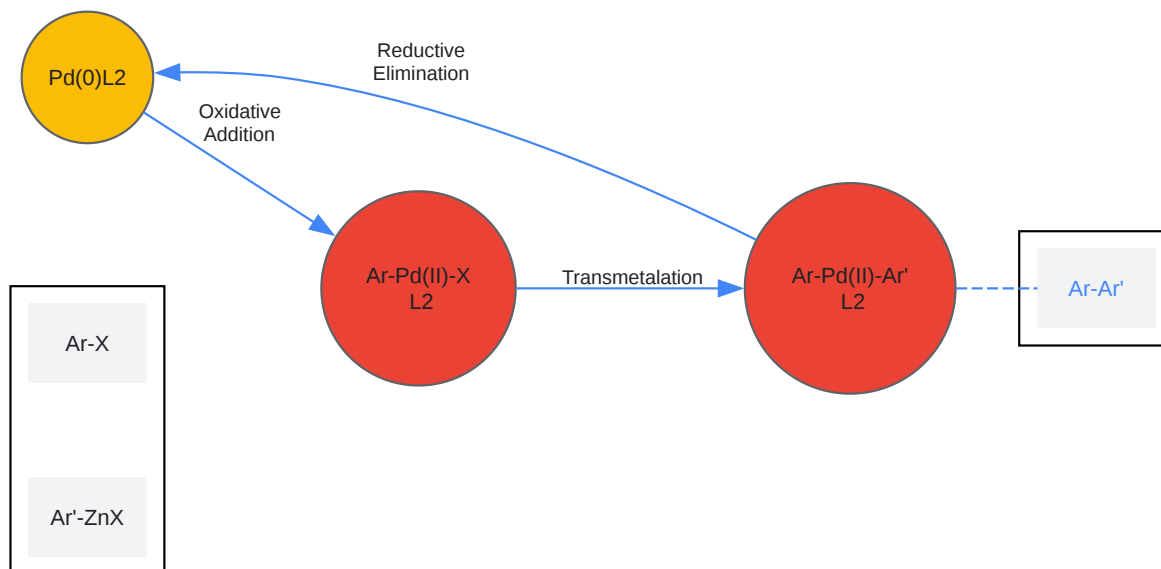 Reductive
Elimination
Pd(0)L2
Oxidative
Addition
Ar-Pd(II)-X
L2
Transmetalation
Ar-Pd(II)-Ar'
L2
Ar-Ar'
Ar-X
Ar'-ZnX